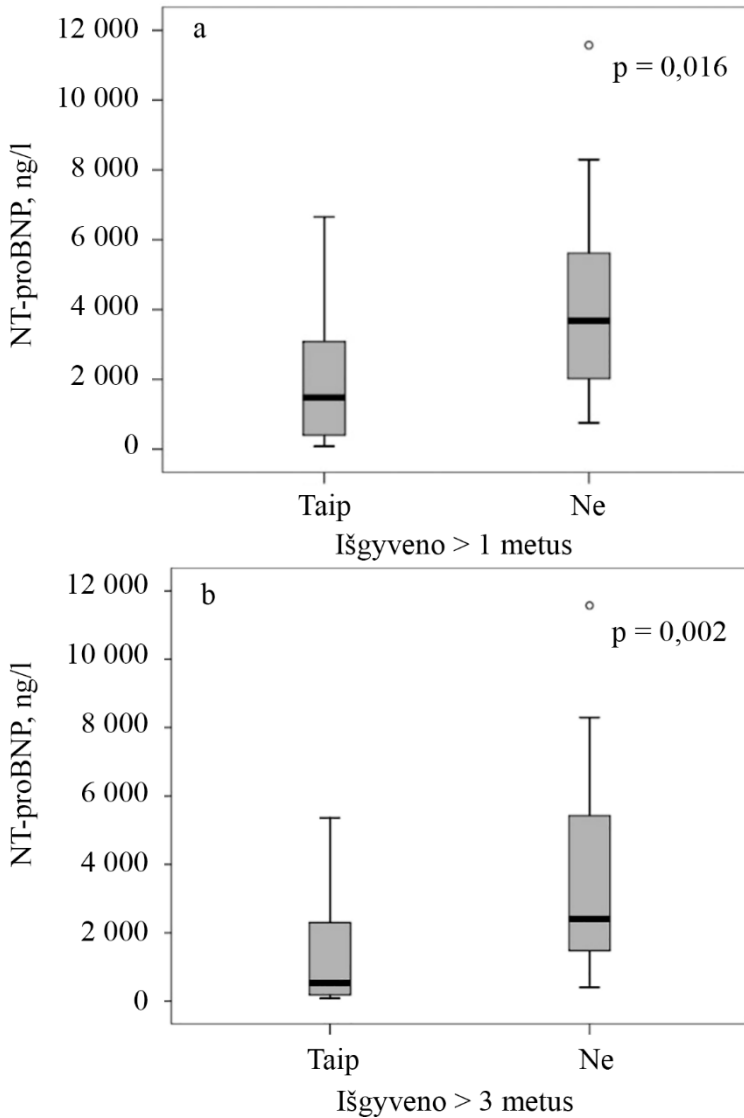 a
p = 0,016
NT-proBNP, ng/l
12 000
10 000
8 000
6 000
4 000
2 000
0
Taip Ne
Išgyveno > 1 metus
b
p = 0,002
NT-proBNP, ng/l
12 000
10 000
8 000
6 000
4 000
2 000
0
Taip Ne
Išgyveno > 3 metus